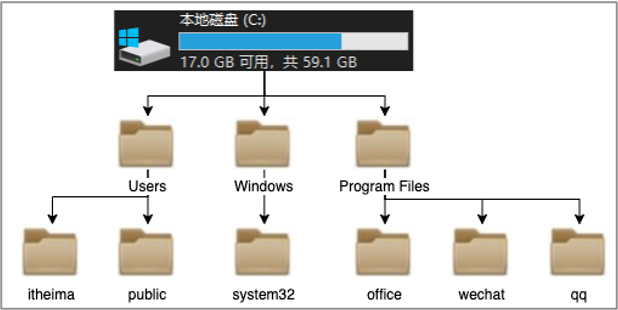 本地磁盘 (C:)
17.0 GB 可用，共 59.1 GB
Users
Windows
Program Files
itheima
public
system32
office
wechat
qq